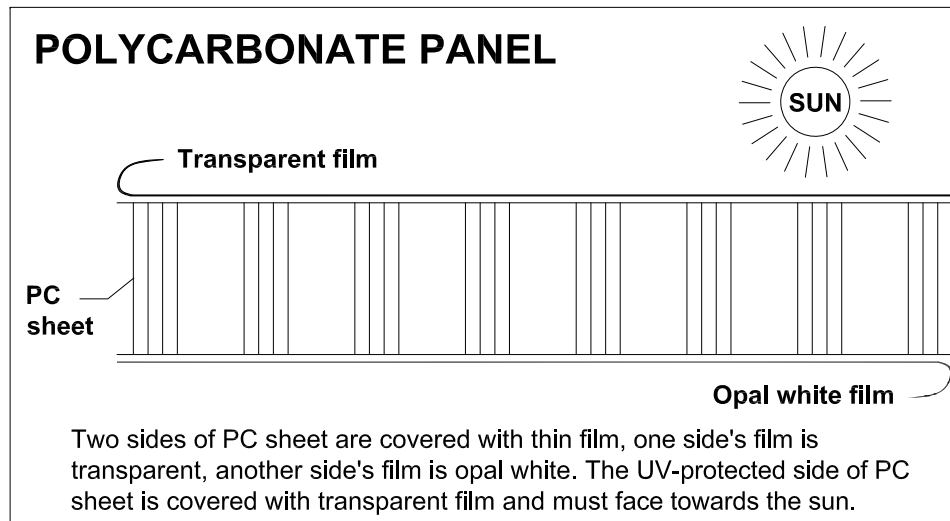 POLYCARBONATE PANEL
SUN
Transparent film
PC
sheet
Opal white film
Two sides of PC sheet are covered with thin film, one side's film is
transparent, another side's film is opal white. The UV-protected side of PC
sheet is covered with transparent film and must face towards the sun.